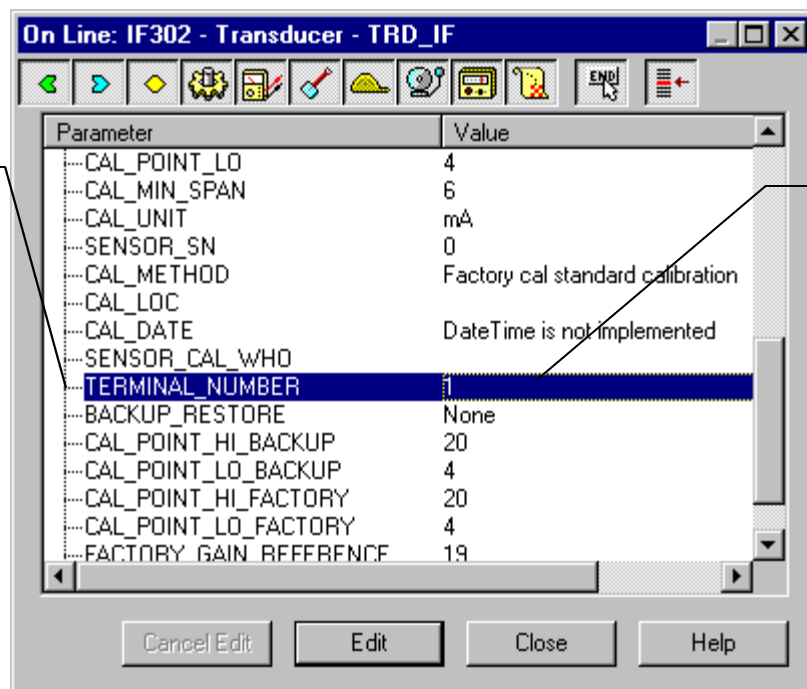 On Line: IF302 - Transducer - TRD_IF
END
Parameter Value
CAL_POINT_LO 4
CAL_MIN_SPAN 6
CAL_UNIT mA
SENSOR_SN 0
CAL_METHOD Factory cal standard calibration
CAL_LOC
CAL_DATE DateTime is not implemented
SENSOR_CAL_WHO
TERMINAL_NUMBER 1
BACKUP_RESTORE None
CAL_POINT_HI_BACKUP 20
CAL_POINT_LO_BACKUP 4
CAL_POINT_HI_FACTORY 20
CAL_POINT_LO_FACTORY 4
FACTORY_GAIN_REFERENCE 19
Cancel Edit Edit Close Help